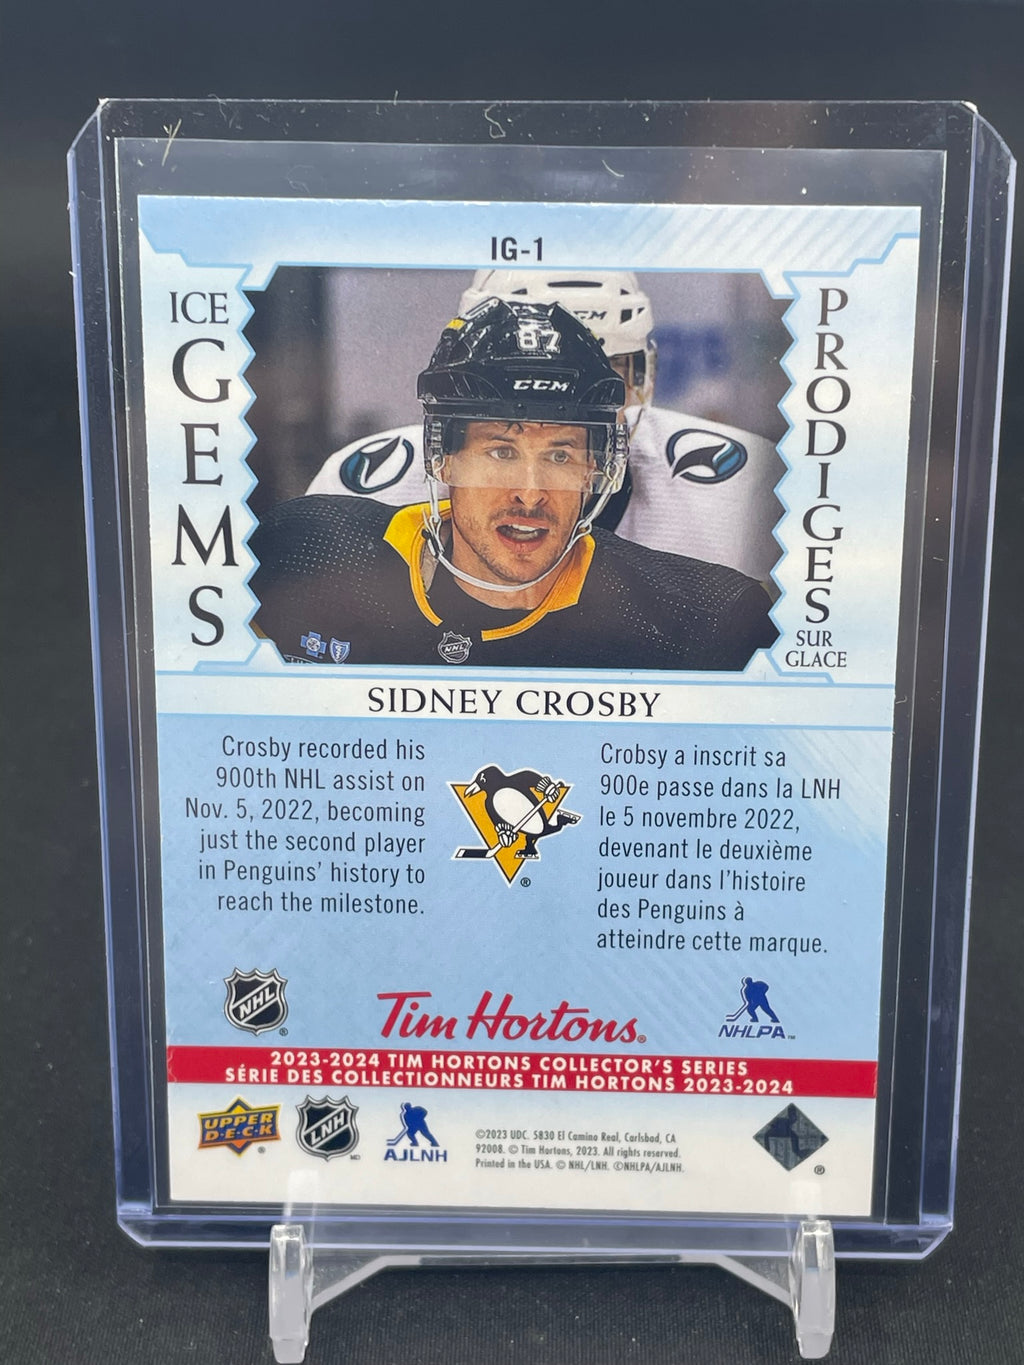 IG-1
ICE
GEMS
PRODIGES
SUR
GLACE
87
CCM
CM
NHL
SIDNEY CROSBY
Crosby recorded his
900th NHL assist on
Nov. 5, 2022, becoming
just the second player
in Penguins' history to
reach the milestone.
Crobsy a inscrit sa
900e passe dans la LNH
le 5 novembre 2022,
devenant le deuxième
joueur dans l'histoire
des Penguins à
atteindre cette marque.
®
NHL
®
Tim Hortons®
NHLPA™
2023-2024 TIM HORTONS COLLECTOR'S SERIES
SÉRIE DES COLLECTIONNEURS TIM HORTONS 2023-2024
UPPER
D·E·C·K
®
LNH
MD
AJLNH
©2023 UDC. 5830 El Camino Real, Carlsbad, CA
92008. © Tim Hortons, 2023. All rights reserved.
Printed in the USA. © NHL/LNH. ©NHLPA/AJLNH.
®